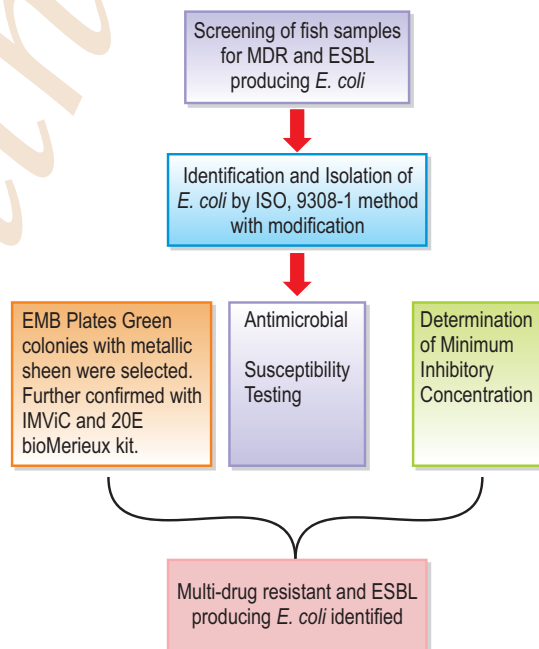 Screening of fish samples
for MDR and ESBL
producing E. coli
Identification and Isolation of
E. coli by ISO, 9308-1 method
with modification
EMB Plates Green
colonies with metallic
sheen were selected.
Further confirmed with
IMViC and 20E
bioMerieux kit.
Antimicrobial
Susceptibility
Testing
Determination
of Minimum
Inhibitory
Concentration
Multi-drug resistant and ESBL
producing E. coli identified